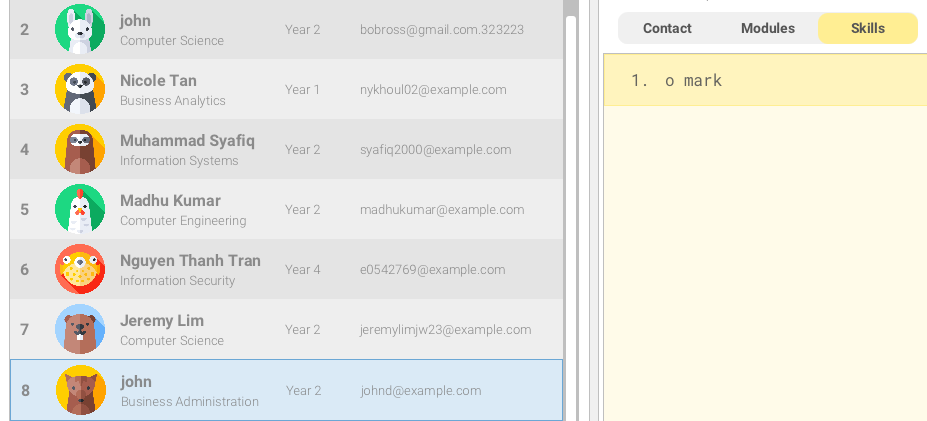 2
john
Computer Science
Year 2
bobross@gmail.com.323223
3
Nicole Tan
Business Analytics
Year 1
nykhoul02@example.com
4
Muhammad Syafiq
Information Systems
Year 2
syafiq2000@example.com
5
Madhu Kumar
Computer Engineering
Year 2
madhukumar@example.com
6
Nguyen Thanh Tran
Information Security
Year 4
e0542769@example.com
7
Jeremy Lim
Computer Science
Year 2
jeremylimjw23@example.com
8
john
Business Administration
Year 2
johnd@example.com
Contact Modules Skills
1. o mark